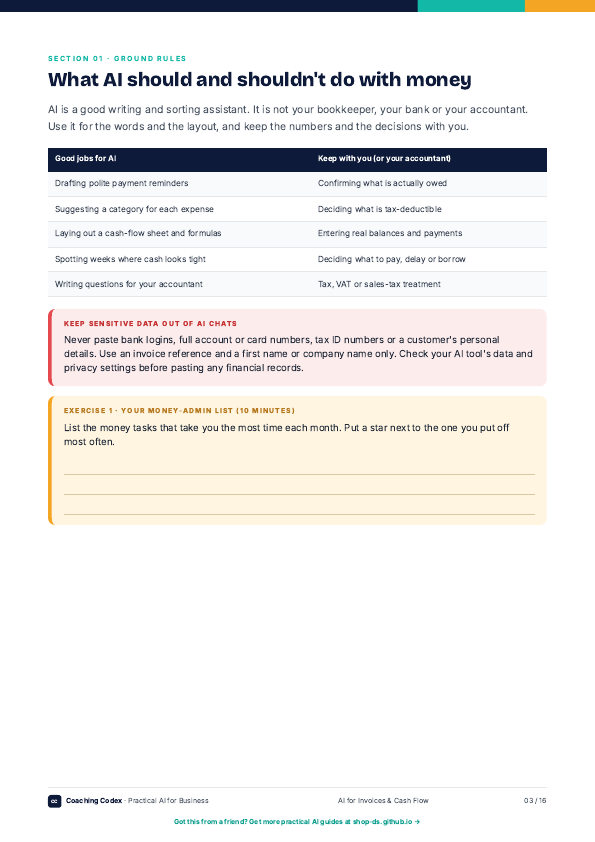 SECTION 01 · GROUND RULES
What AI should and shouldn't do with money
AI is a good writing and sorting assistant. It is not your bookkeeper, your bank or your accountant.
Use it for the words and the layout, and keep the numbers and the decisions with you.
Good jobs for AI Keep with you (or your accountant)
Drafting polite payment reminders Confirming what is actually owed
Suggesting a category for each expense Deciding what is tax-deductible
Laying out a cash-flow sheet and formulas Entering real balances and payments
Spotting weeks where cash looks tight Deciding what to pay, delay or borrow
Writing questions for your accountant Tax, VAT or sales-tax treatment
KEEP SENSITIVE DATA OUT OF AI CHATS
Never paste bank logins, full account or card numbers, tax ID numbers or a customer's personal
details. Use an invoice reference and a first name or company name only. Check your AI tool's data and
privacy settings before pasting any financial records.
EXERCISE 1 · YOUR MONEY-ADMIN LIST (10 MINUTES)
List the money tasks that take you the most time each month. Put a star next to the one you put off
most often.
cc Coaching Codex · Practical AI for Business AI for Invoices & Cash Flow 03 / 16
Got this from a friend? Get more practical AI guides at shop-ds.github.io →